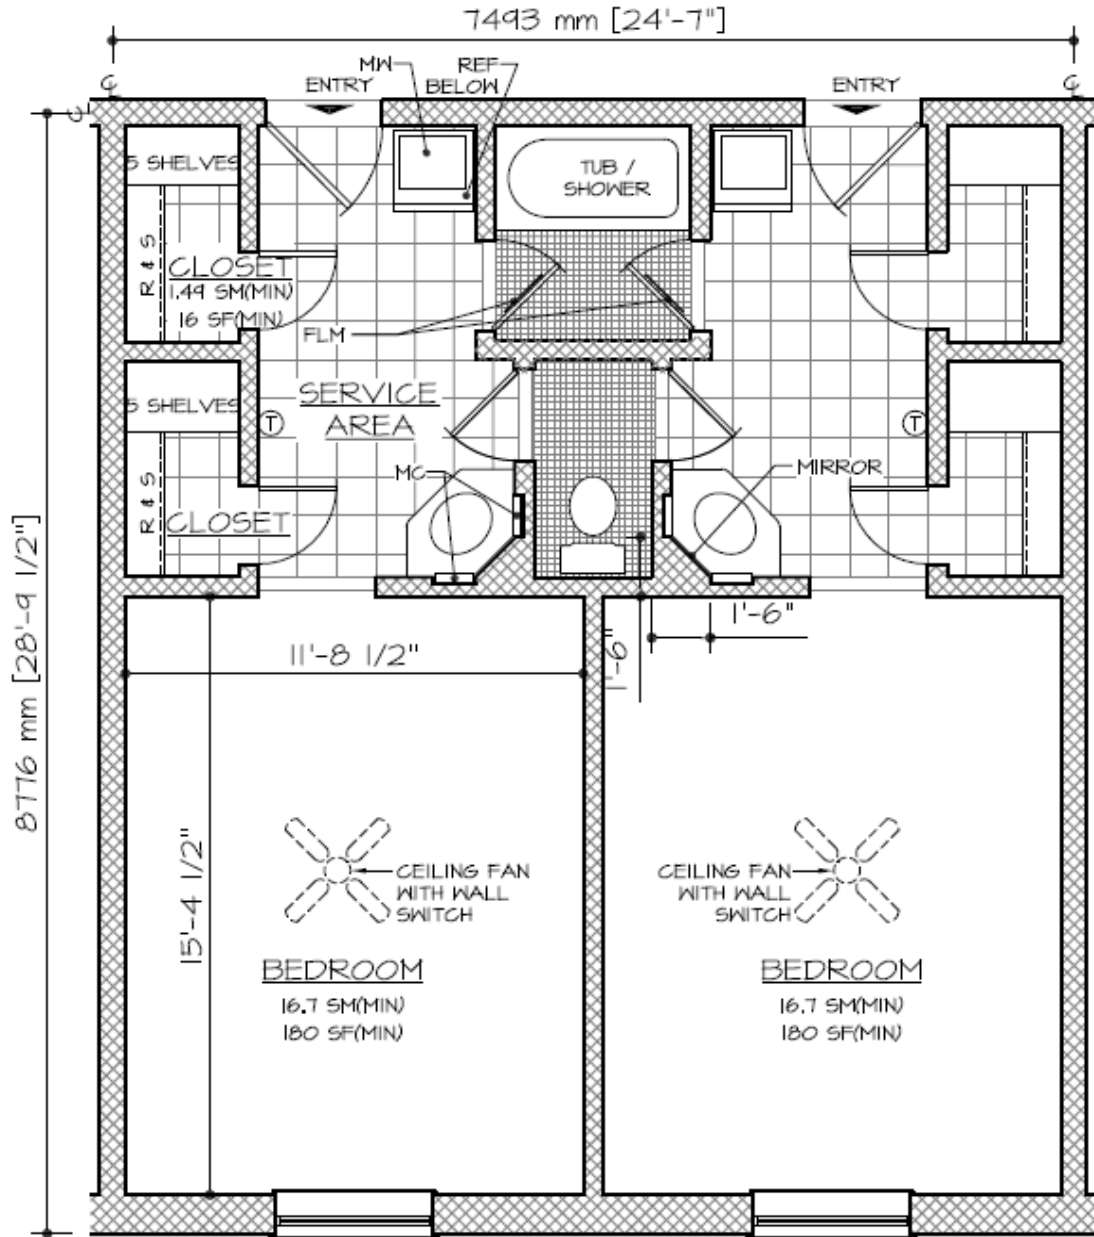 7493 mm [24'-7"]
MW
REF
BELOW
ENTRY
ENTRY
5 SHELVES
TUB /
SHOWER
R & S
CLOSET
1.49 SM(MIN)
16 SF(MIN)
FLM
SERVICE
AREA
5 SHELVES
T
T
MC
MIRROR
R & S
CLOSET
8776 mm [28'-9 1/2"]
1'-6"
1'-6"
11'-8 1/2"
15'-4 1/2"
CEILING FAN
WITH WALL
SWITCH
CEILING FAN
WITH WALL
SWITCH
BEDROOM
16.7 SM(MIN)
180 SF(MIN)
BEDROOM
16.7 SM(MIN)
180 SF(MIN)